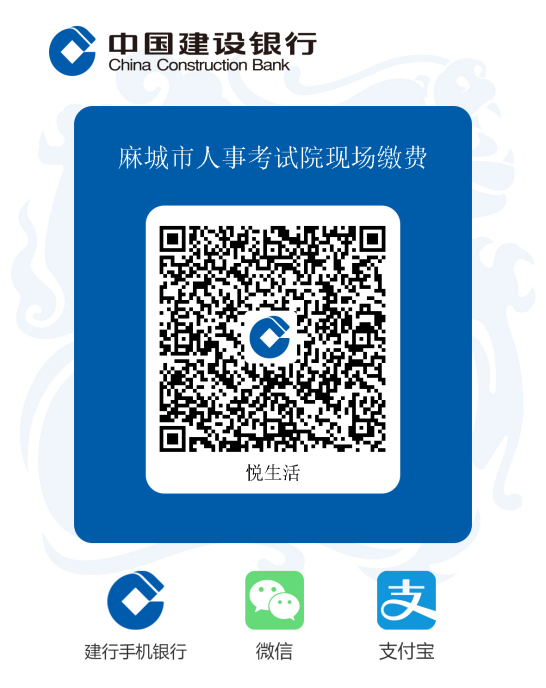 中国建设银行
China Construction Bank
麻城市人事考试院现场缴费
悦生活
建行手机银行
微信
支付宝
支